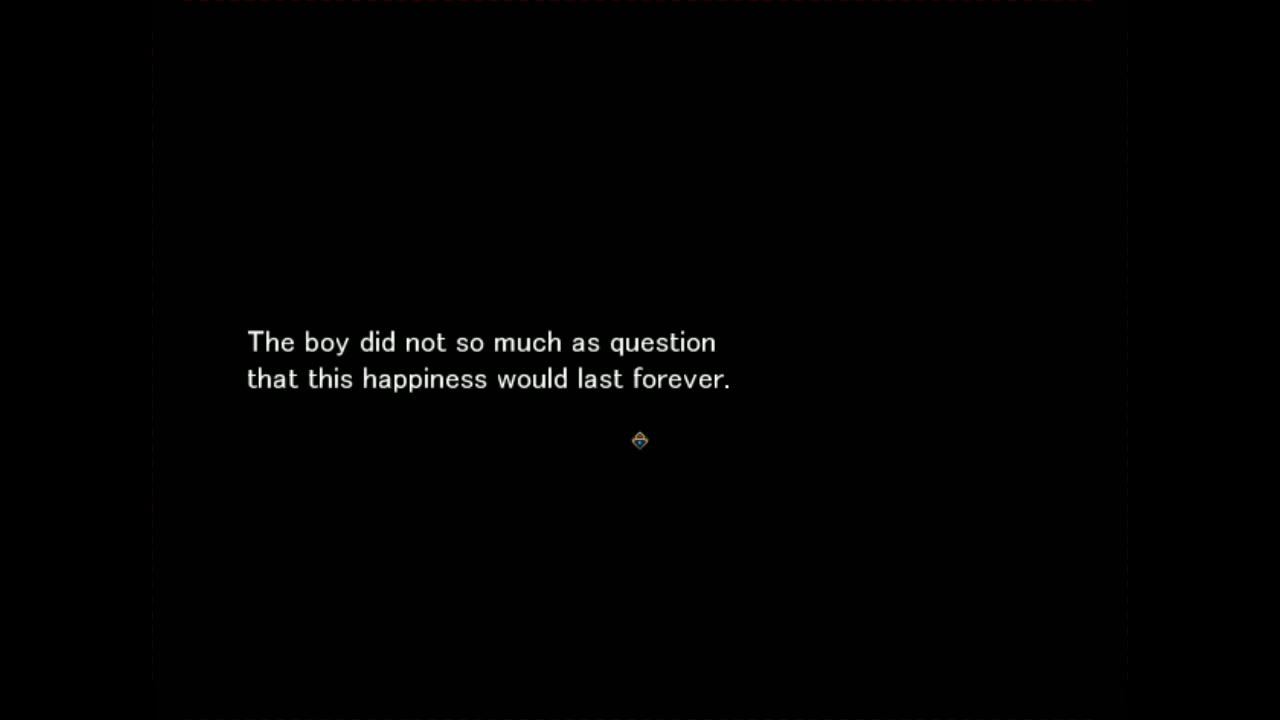 The boy did not so much as question
that this happiness would last forever.